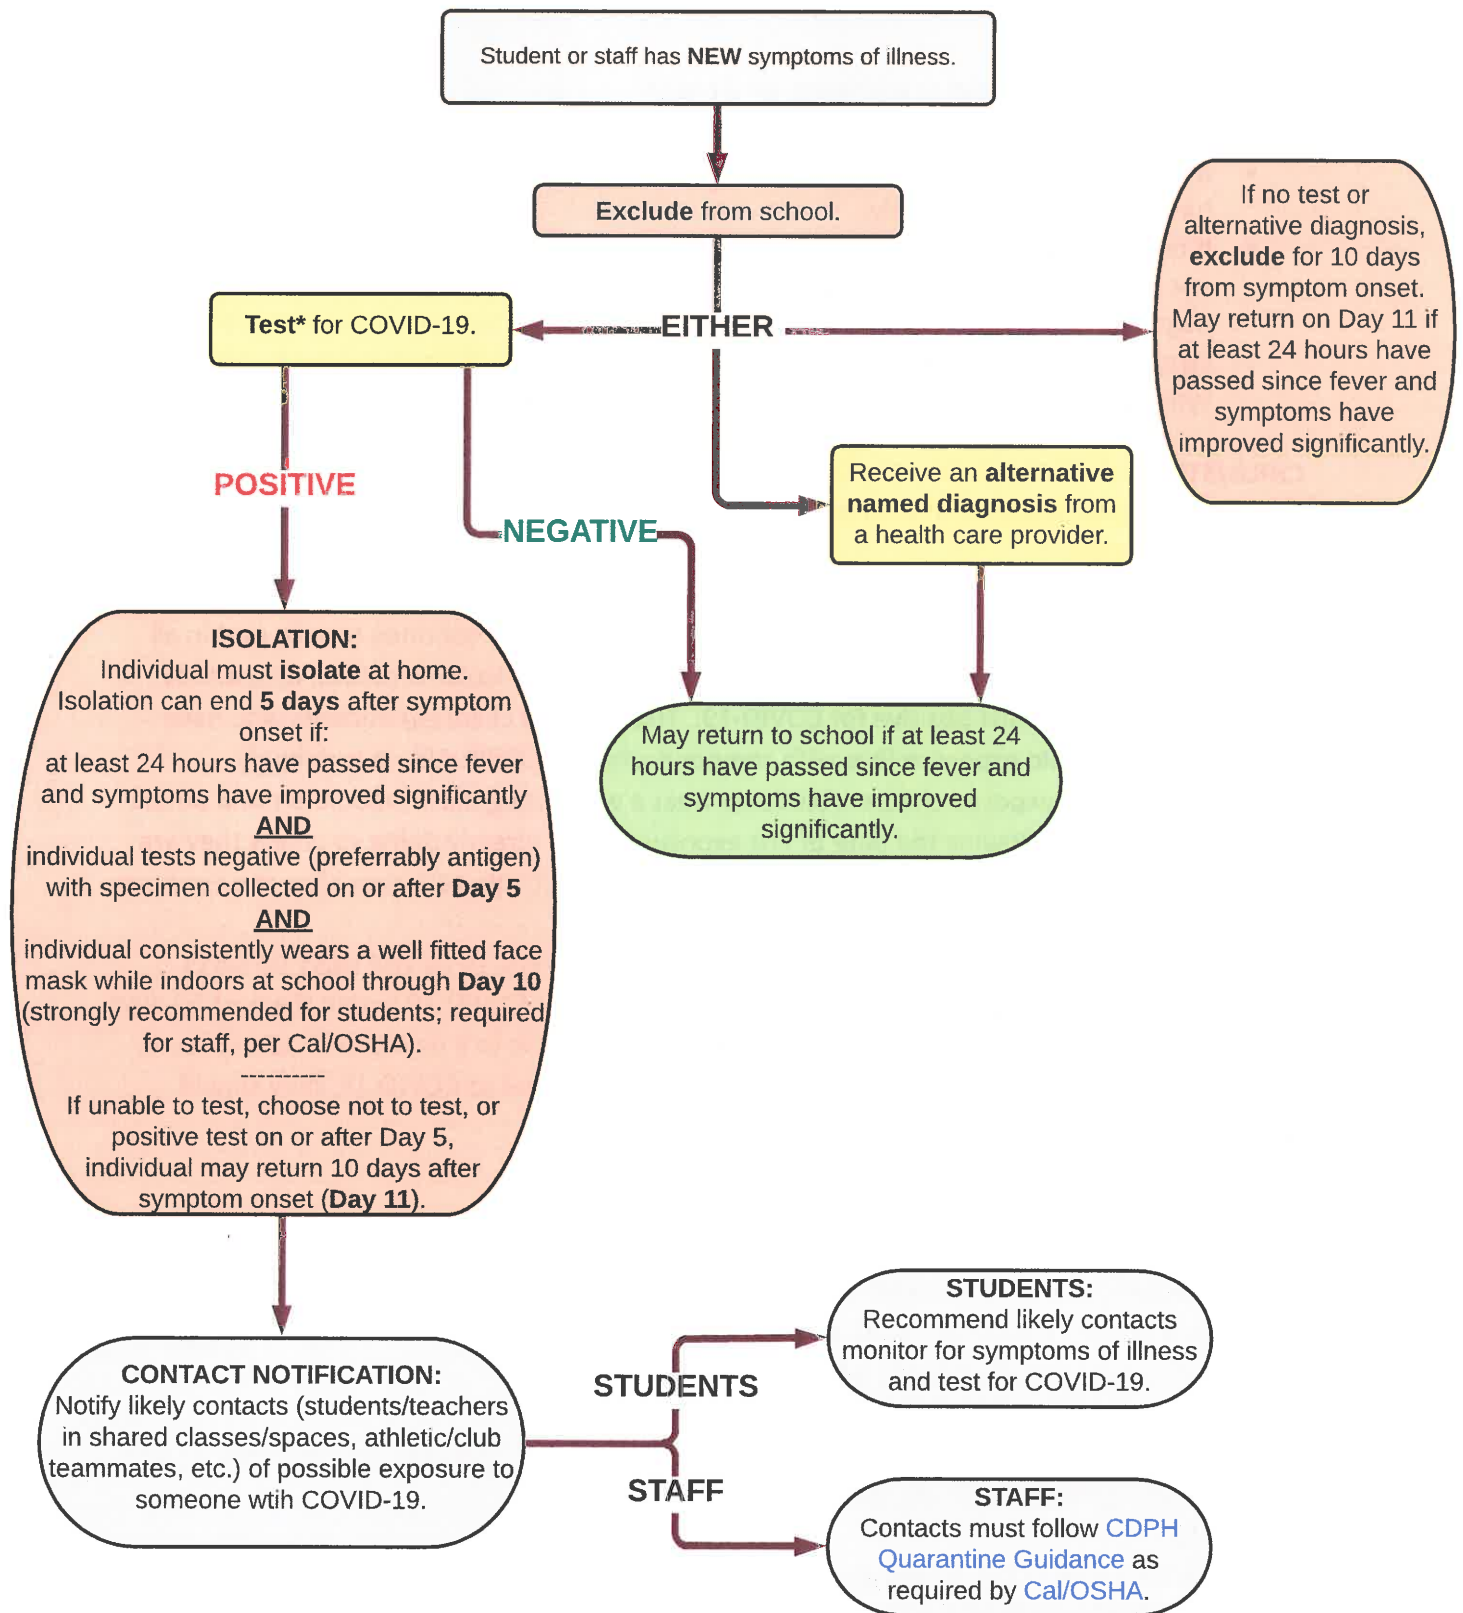 Student or staff has NEW symptoms of illness.
Exclude from school.
If no test or
alternative diagnosis,
exclude for 10 days
from symptom onset.
May return on Day 11 if
at least 24 hours have
passed since fever and
symptoms have
improved significantly.
Test* for COVID-19.
EITHER
POSITIVE
NEGATIVE
Receive an alternative
named diagnosis from
a health care provider.
ISOLATION:
Individual must isolate at home.
Isolation can end 5 days after symptom
onset if:
at least 24 hours have passed since fever
and symptoms have improved significantly
AND
individual tests negative (preferrably antigen)
with specimen collected on or after Day 5
AND
individual consistently wears a well fitted face
mask while indoors at school through Day 10
(strongly recommended for students; required
for staff, per Cal/OSHA).
----------
If unable to test, choose not to test, or
positive test on or after Day 5,
individual may return 10 days after
symptom onset (Day 11).
May return to school if at least 24
hours have passed since fever and
symptoms have improved
significantly.
CONTACT NOTIFICATION:
Notify likely contacts (students/teachers
in shared classes/spaces, athletic/club
teammates, etc.) of possible exposure to
someone wtih COVID-19.
STUDENTS
STUDENTS:
Recommend likely contacts
monitor for symptoms of illness
and test for COVID-19.
STAFF
STAFF:
Contacts must follow CDPH
Quarantine Guidance as
required by Cal/OSHA.